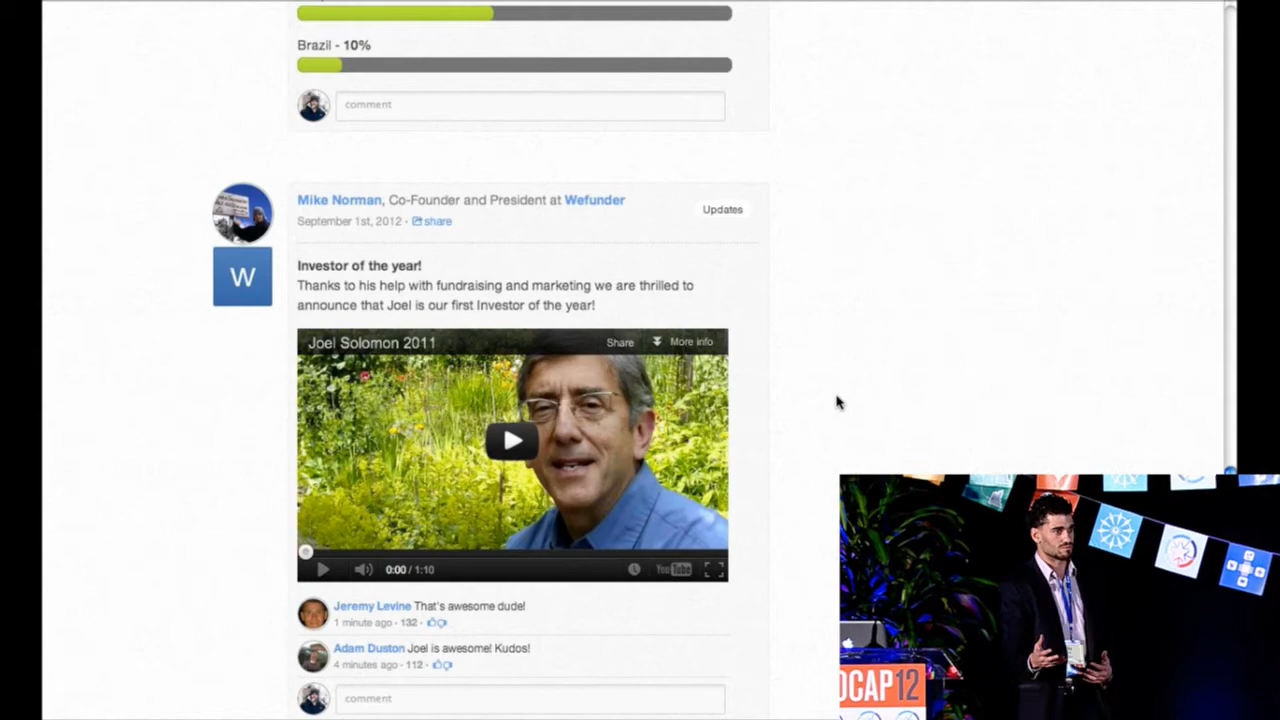 Brazil - 10%
comment
Mike Norman, Co-Founder and President at Wefunder
Updates
September 1st, 2012 · share
W
Investor of the year!
Thanks to his help with fundraising and marketing we are thrilled to
announce that Joel is our first Investor of the year!
Joel Solomon 2011
Share
More info
0:00 / 1:10
YouTube
Jeremy Levine That's awesome dude!
1 minute ago · 132 ·
Adam Duston Joel is awesome! Kudos!
4 minutes ago · 112 ·
comment
OCAP12